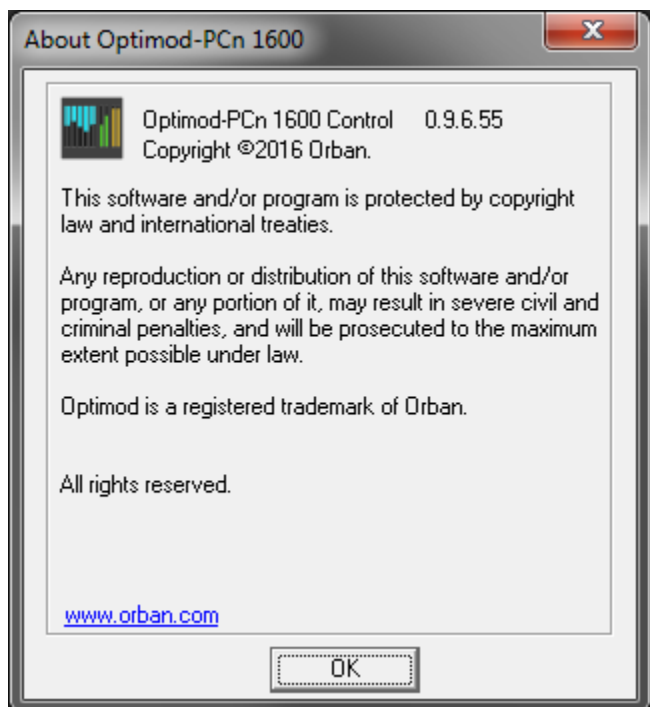 About Optimod-PCn 1600
Optimod-PCn 1600 Control 0.9.6.55
Copyright ©2016 Orban.
This software and/or program is protected by copyright
law and international treaties.
Any reproduction or distribution of this software and/or
program, or any portion of it, may result in severe civil and
criminal penalties, and will be prosecuted to the maximum
extent possible under law.
Optimod is a registered trademark of Orban.
All rights reserved.
www.orban.com
OK